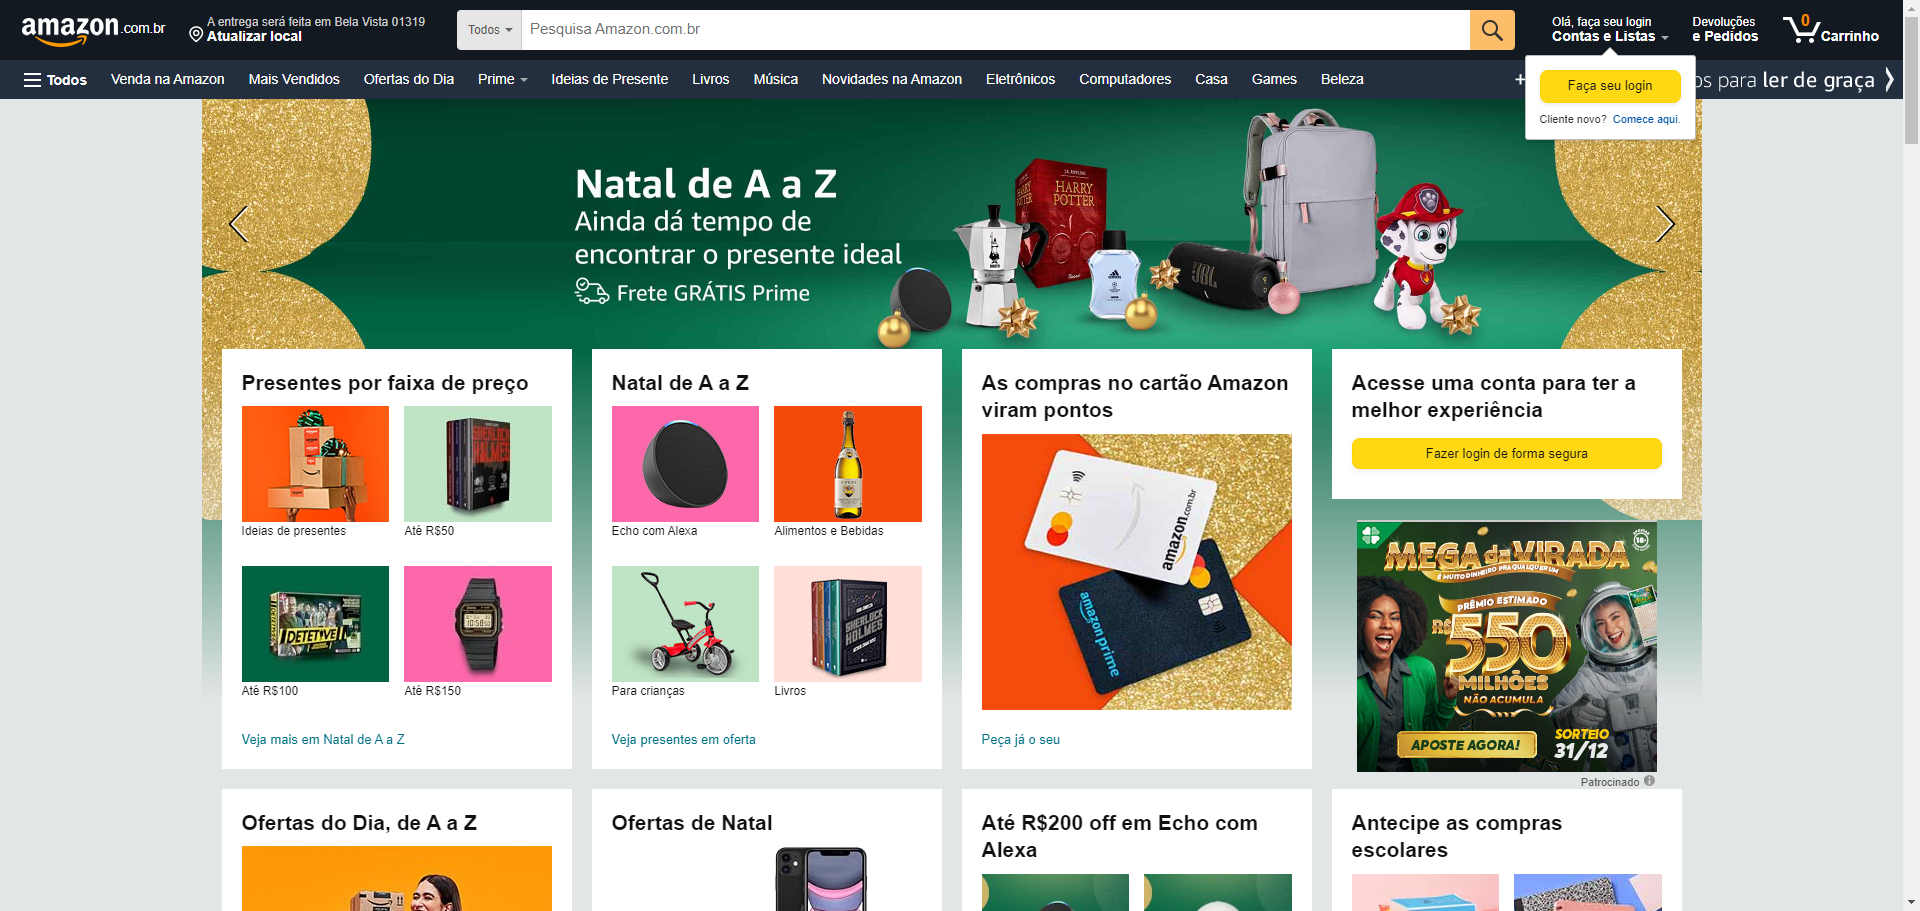 amazon.com.br
A entrega será feita em Bela Vista 01319
Atualizar local
Todos
Pesquisa Amazon.com.br
Olá, faça seu login
Contas e Listas
Devoluções
e Pedidos
0
Carrinho
Todos
Venda na Amazon
Mais Vendidos
Ofertas do Dia
Prime
Ideias de Presente
Livros
Música
Novidades na Amazon
Eletrônicos
Computadores
Casa
Games
Beleza
para ler de graça
Faça seu login
Cliente novo? Comece aqui.
Natal de A a Z
Ainda dá tempo de
encontrar o presente ideal
Frete GRÁTIS Prime
HARRY
POTTER
adidas
JBL
Presentes por faixa de preço
Ideias de presentes
SHERLOCK
HOLMES
Até R$50
DETETIVE
Até R$100
10:58
Até R$150
Veja mais em Natal de A a Z
Natal de A a Z
Echo com Alexa
Alimentos e Bebidas
Para crianças
SHERLOCK
HOLMES
Livros
Veja presentes em oferta
As compras no cartão Amazon
viram pontos
amazon.com.br
amazon prime
Peça já o seu
Acesse uma conta para ter a
melhor experiência
Fazer login de forma segura
MEGA da VIRADA
É MUITO DINHEIRO PRA QUALQUER UM
18+
PRÊMIO ESTIMADO
R$ 550
MILHÕES
NÃO ACUMULA
APOSTE AGORA!
SORTEIO
31/12
Patrocinado
Ofertas do Dia, de A a Z
Ofertas de Natal
Até R$200 off em Echo com
Alexa
Antecipe as compras
escolares